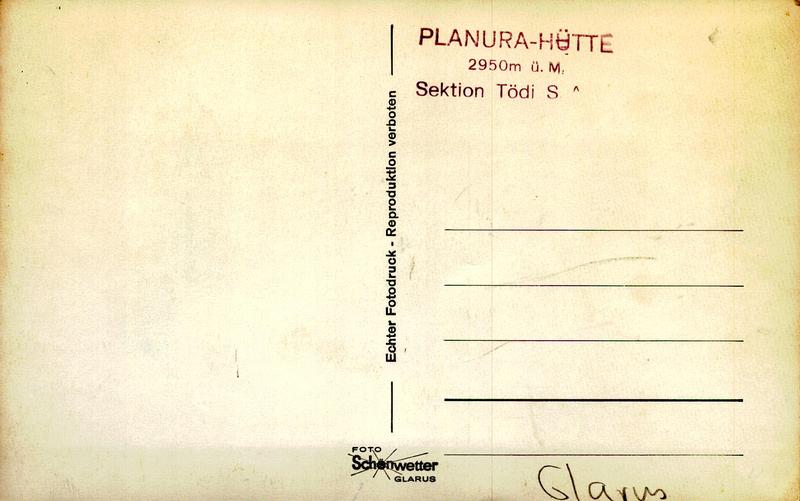 PLANURA-HÜTTE
2950m ü. M.
Sektion Tödi S
Echter Fotodruck - Reproduktion verboten
FOTO
Schönwetter
GLARUS
Glarus